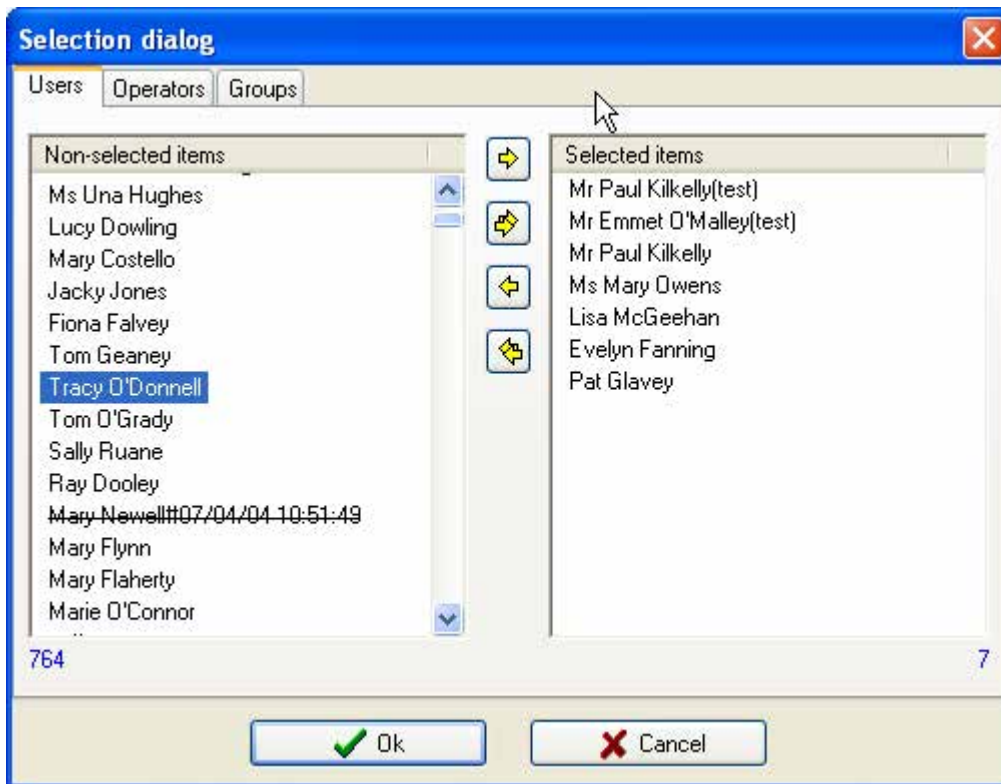 Selection dialog
Users Operators Groups
Non-selected items
Ms Una Hughes
Lucy Dowling
Mary Costello
Jacky Jones
Fiona Falvey
Tom Geaney
Tracy O'Donnell
Tom O'Grady
Sally Ruane
Ray Dooley
Mary Newell#07/04/04 10:51:49
Mary Flynn
Mary Flaherty
Marie O'Connor
764
Selected items
Mr Paul Kilkelly(test)
Mr Emmet O'Malley(test)
Mr Paul Kilkelly
Ms Mary Owens
Lisa McGeehan
Evelyn Fanning
Pat Glavey
7
Ok Cancel